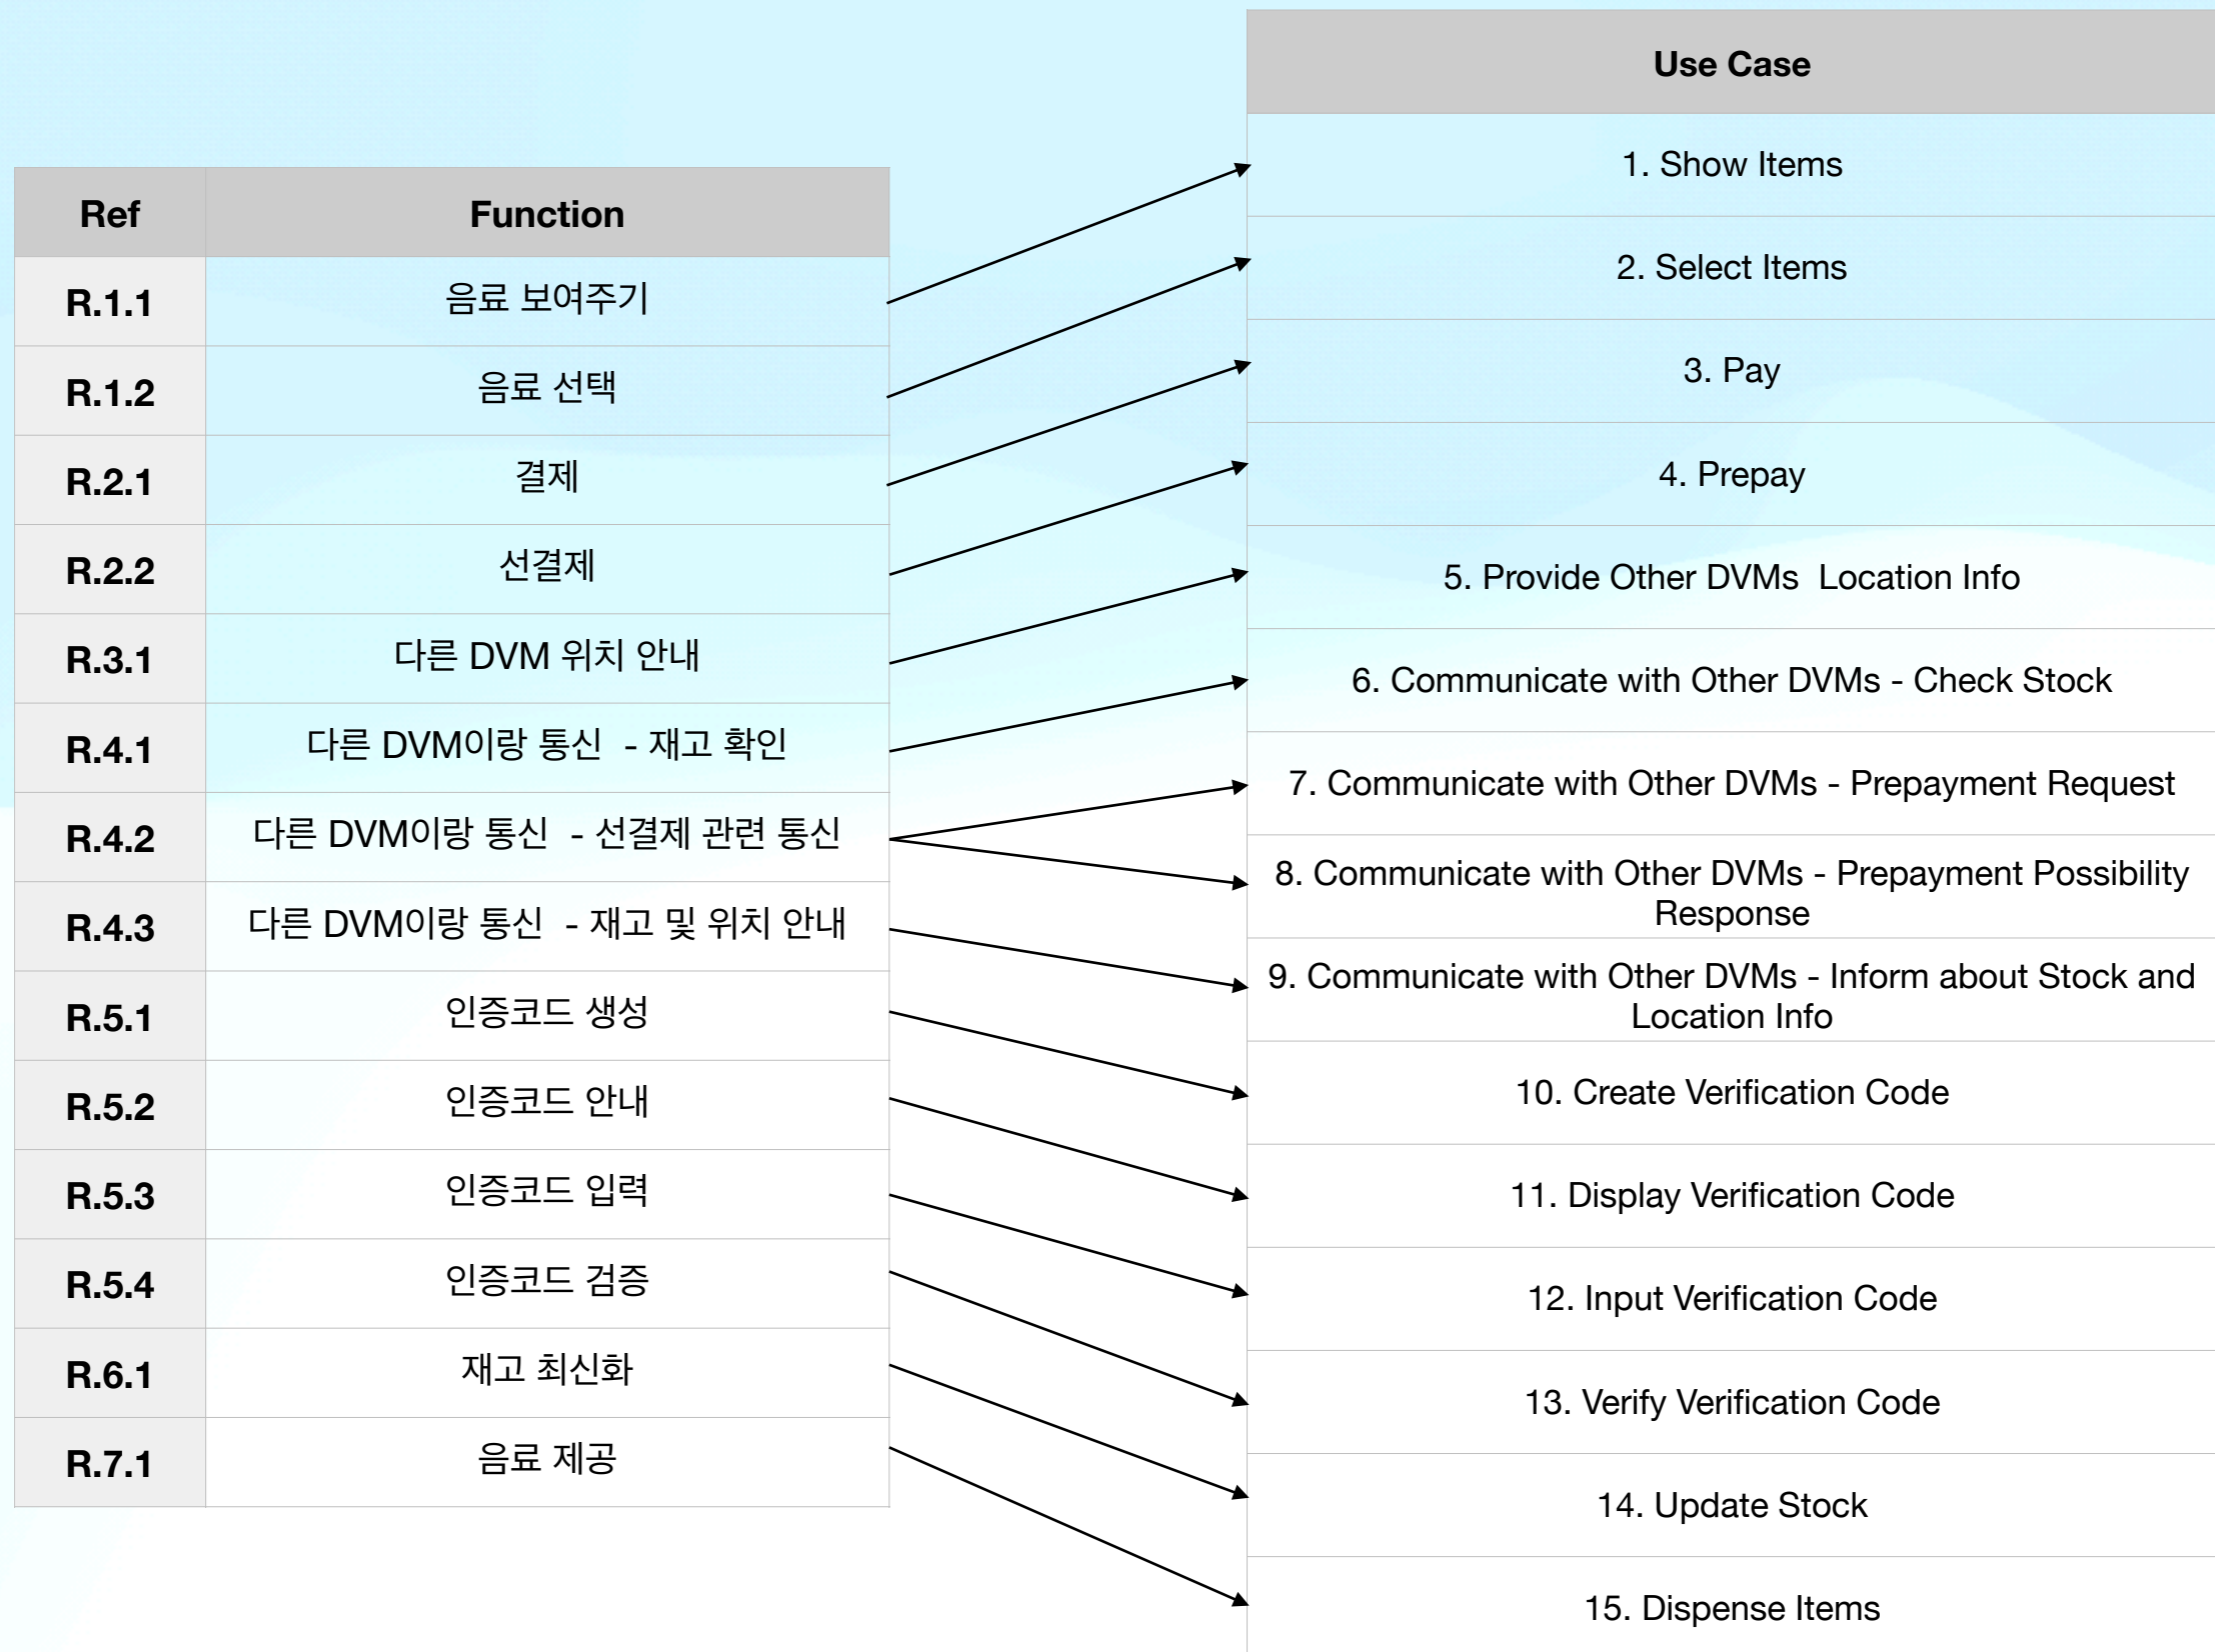 Ref Function
R.1.1 음료 보여주기
R.1.2 음료 선택
R.2.1 결제
R.2.2 선결제
R.3.1 다른 DVM 위치 안내
R.4.1 다른 DVM이랑 통신 - 재고 확인
R.4.2 다른 DVM이랑 통신 - 선결제 관련 통신
R.4.3 다른 DVM이랑 통신 - 재고 및 위치 안내
R.5.1 인증코드 생성
R.5.2 인증코드 안내
R.5.3 인증코드 입력
R.5.4 인증코드 검증
R.6.1 재고 최신화
R.7.1 음료 제공
Use Case
1. Show Items
2. Select Items
3. Pay
4. Prepay
5. Provide Other DVMs Location Info
6. Communicate with Other DVMs - Check Stock
7. Communicate with Other DVMs - Prepayment Request
8. Communicate with Other DVMs - Prepayment Possibility
Response
9. Communicate with Other DVMs - Inform about Stock and
Location Info
10. Create Verification Code
11. Display Verification Code
12. Input Verification Code
13. Verify Verification Code
14. Update Stock
15. Dispense Items